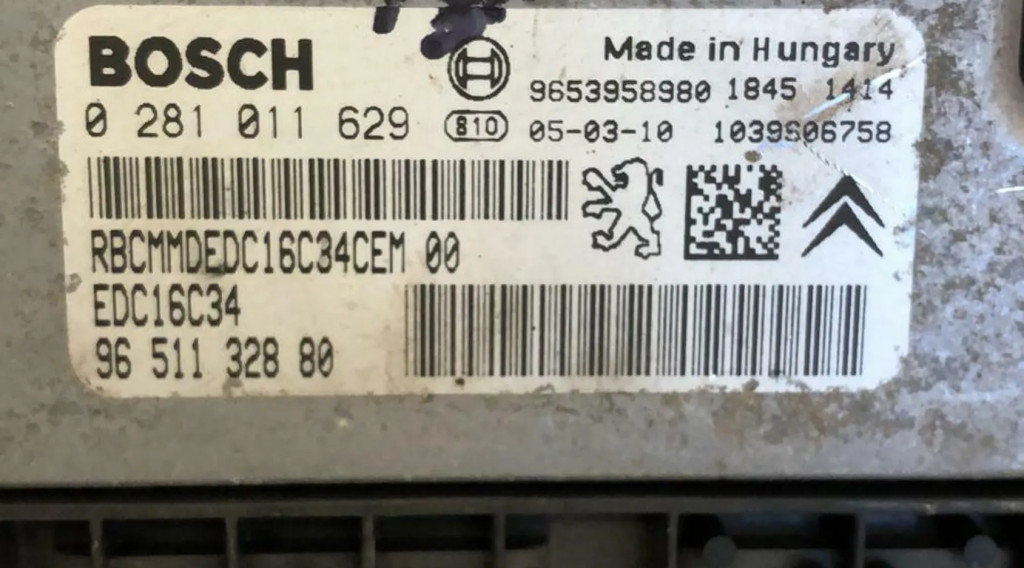 BOSCH
Made in Hungary
9653958980 1845 1414
0 281 011 629
810
05-03-10 1039S06758
RBCMMDEDC16C34CEM 00
EDC16C34
96 511 328 80